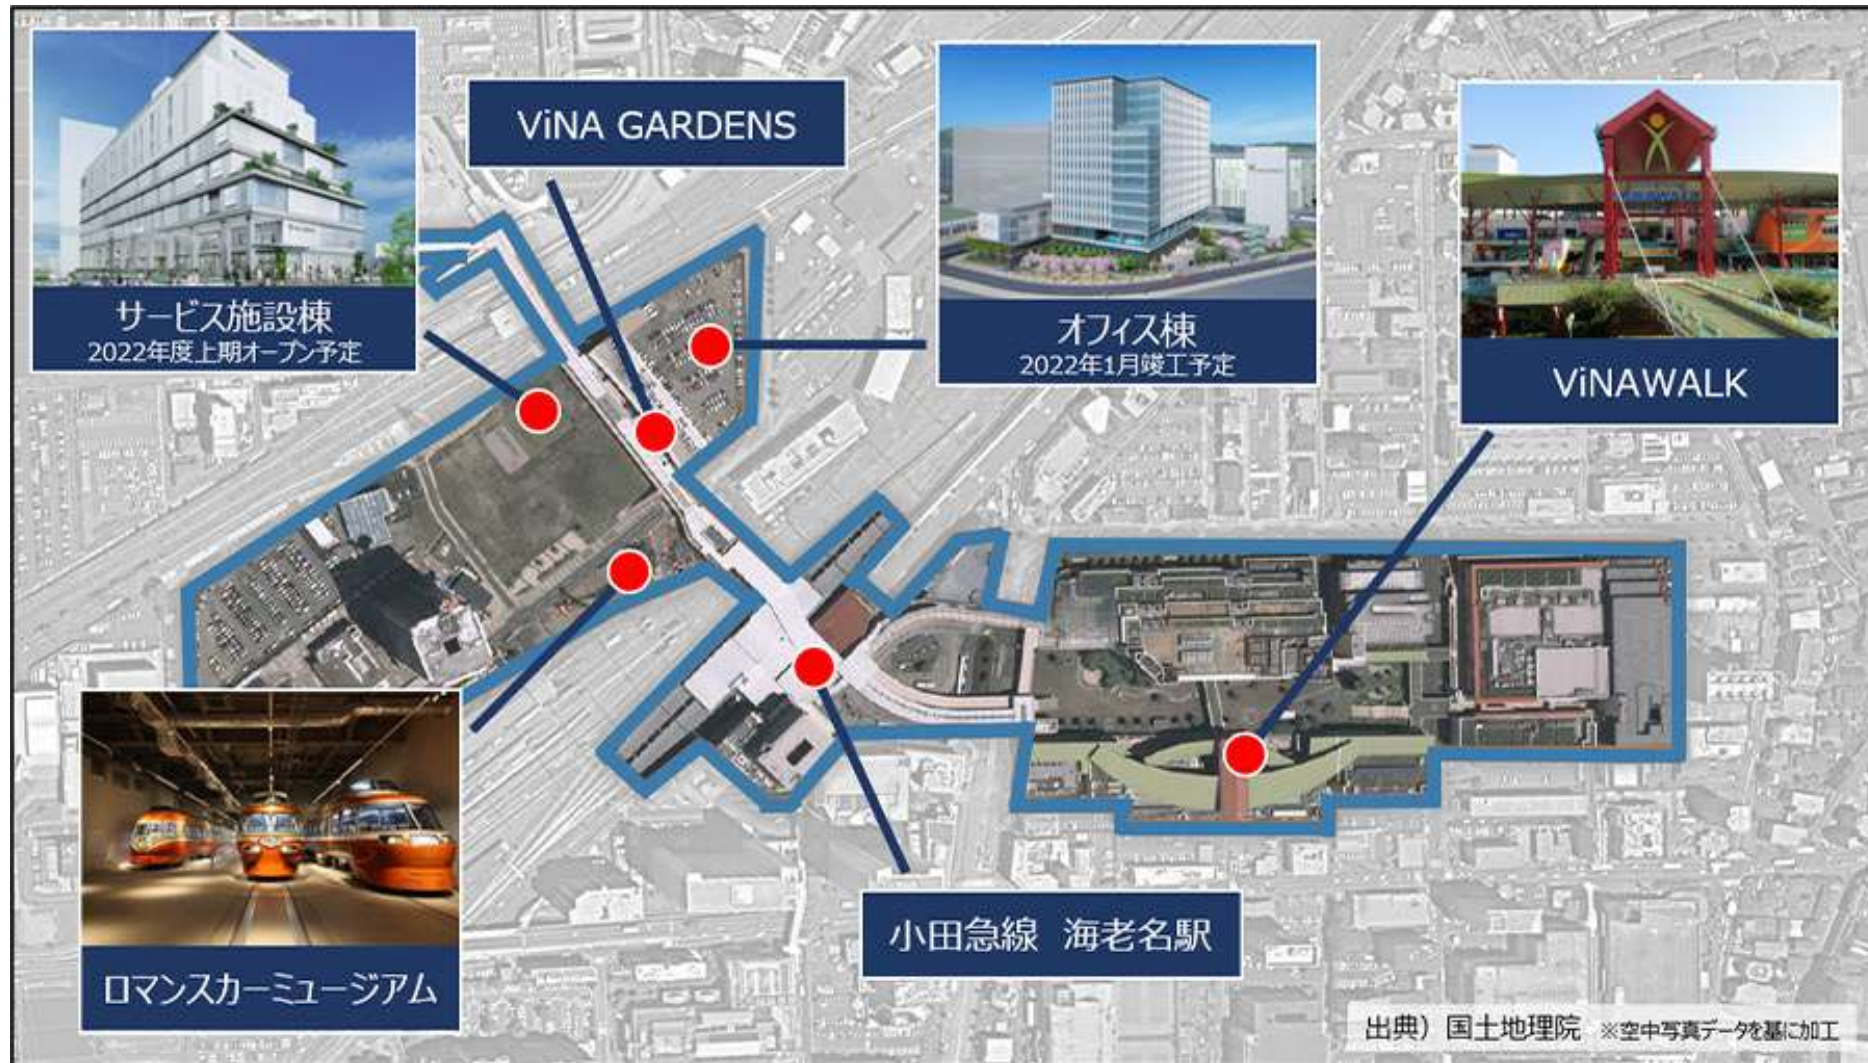 ViNA GARDENS
サービス施設棟
2022年度上期オープン予定
オフィス棟
2022年1月竣工予定
ViNAWALK
ロマンスカーミュージアム
小田急線 海老名駅
出典）国土地理院 ※空中写真データを基に加工